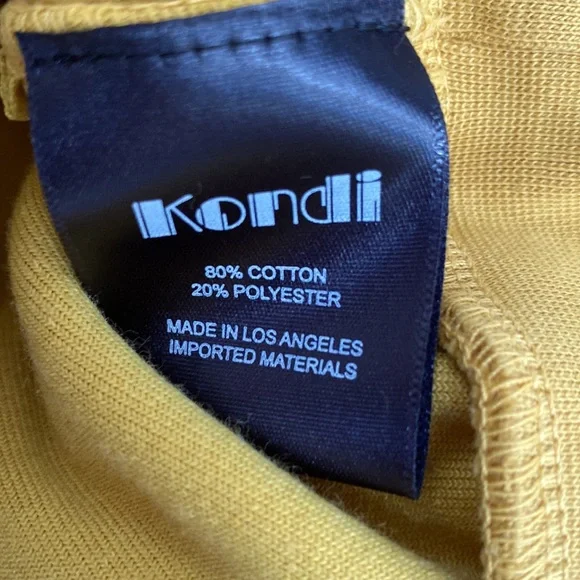 Kondi
80% COTTON
20% POLYESTER
MADE IN LOS ANGELES
IMPORTED MATERIALS